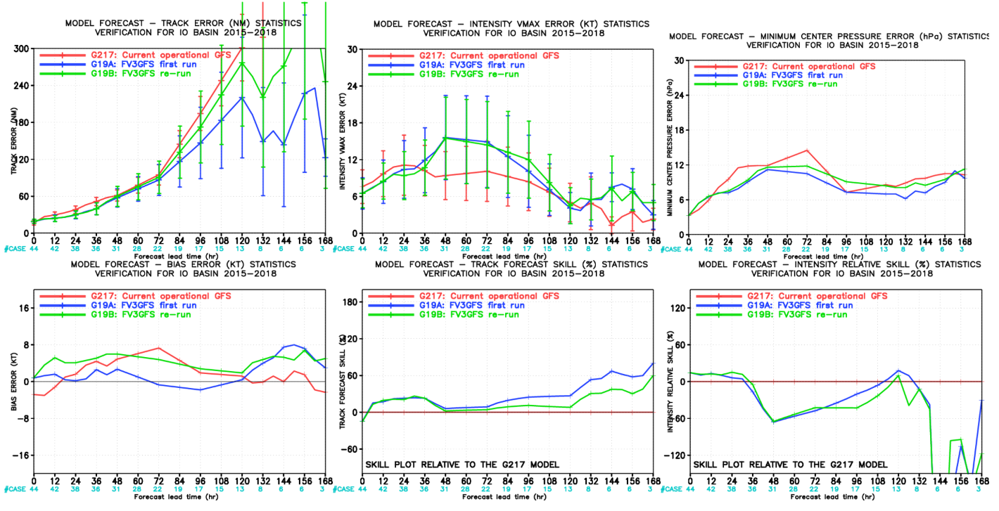 MODEL FORECAST – TRACK ERROR (NM) STATISTICS
VERIFICATION FOR IO BASIN 2015–2018
G217: Current operational GFS
G19A: FV3GFS first run
G19B: FV3GFS re–run
TRACK ERROR (NM)
300
240
180
120
60
0
0 12 24 36 48 60 72 84 96 108 120 132 144 156 168
#CASE 44 42 38 36 31 28 22 19 17 15 13 8 6 6 3
Forecast lead time (hr)
MODEL FORECAST – INTENSITY VMAX ERROR (KT) STATISTICS
VERIFICATION FOR IO BASIN 2015–2018
G217: Current operational GFS
G19A: FV3GFS first run
G19B: FV3GFS re–run
INTENSITY VMAX ERROR (KT)
30
25
20
15
10
5
0
0 12 24 36 48 60 72 84 96 108 120 132 144 156 168
#CASE 44 42 38 36 31 28 22 19 17 15 13 8 6 6 3
Forecast lead time (hr)
MODEL FORECAST – MINIMUM CENTER PRESSURE ERROR (hPa) STATISTICS
VERIFICATION FOR IO BASIN 2015–2018
G217: Current operational GFS
G19A: FV3GFS first run
G19B: FV3GFS re–run
MINIMUM CENTER PRESSURE ERROR (hPa)
30
24
18
12
6
0
0 12 24 36 48 60 72 84 96 108 120 132 144 156 168
#CASE 44 42 38 36 31 28 22 19 17 15 13 8 6 6 3
Forecast lead time (hr)
MODEL FORECAST – BIAS ERROR (KT) STATISTICS
VERIFICATION FOR IO BASIN 2015–2018
G217: Current operational GFS
G19A: FV3GFS first run
G19B: FV3GFS re–run
BIAS ERROR (KT)
16
8
0
–8
–16
0 12 24 36 48 60 72 84 96 108 120 132 144 156 168
#CASE 44 42 38 36 31 28 22 19 17 15 13 8 6 6 3
Forecast lead time (hr)
MODEL FORECAST – TRACK FORECAST SKILL (%) STATISTICS
VERIFICATION FOR IO BASIN 2015–2018
G217: Current operational GFS
G19A: FV3GFS first run
G19B: FV3GFS re–run
TRACK FORECAST SKILL (%)
180
120
60
0
–60
SKILL PLOT RELATIVE TO THE G217 MODEL
0 12 24 36 48 60 72 84 96 108 120 132 144 156 168
#CASE 44 42 38 36 31 28 22 19 17 15 13 8 6 6 3
Forecast lead time (hr)
MODEL FORECAST – INTENSITY RELATIVE SKILL (%) STATISTICS
VERIFICATION FOR IO BASIN 2015–2018
G217: Current operational GFS
G19A: FV3GFS first run
G19B: FV3GFS re–run
INTENSITY RELATIVE SKILL (%)
120
60
0
–60
–120
SKILL PLOT RELATIVE TO THE G217 MODEL
0 12 24 36 48 60 72 84 96 108 120 132 144 156 168
#CASE 44 42 38 36 31 28 22 19 17 15 13 8 6 6 3
Forecast lead time (hr)